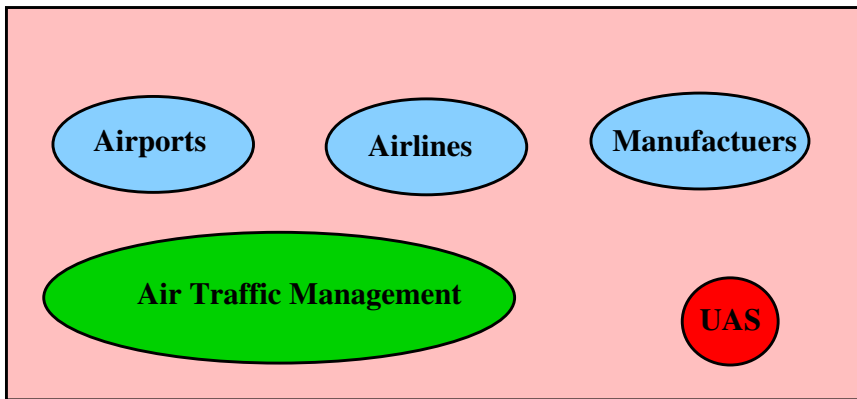 Airports
Airlines
Manufactuers
Air Traffic Management
UAS